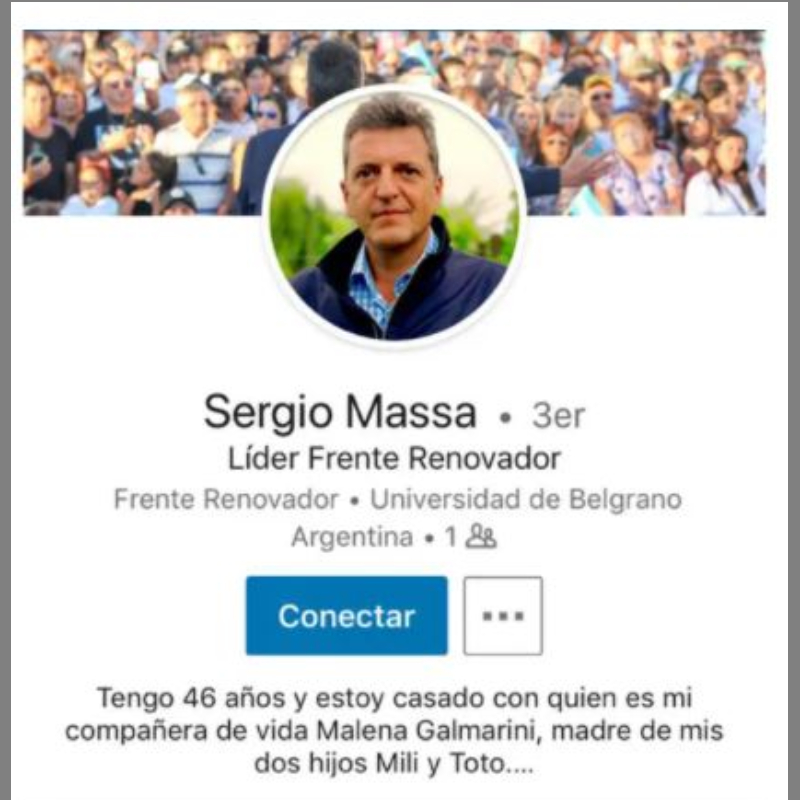 Sergio Massa • 3er
Líder Frente Renovador
Frente Renovador • Universidad de Belgrano
Argentina • 1
Conectar
Tengo 46 años y estoy casado con quien es mi
compañera de vida Malena Galmarini, madre de mis
dos hijos Mili y Toto....